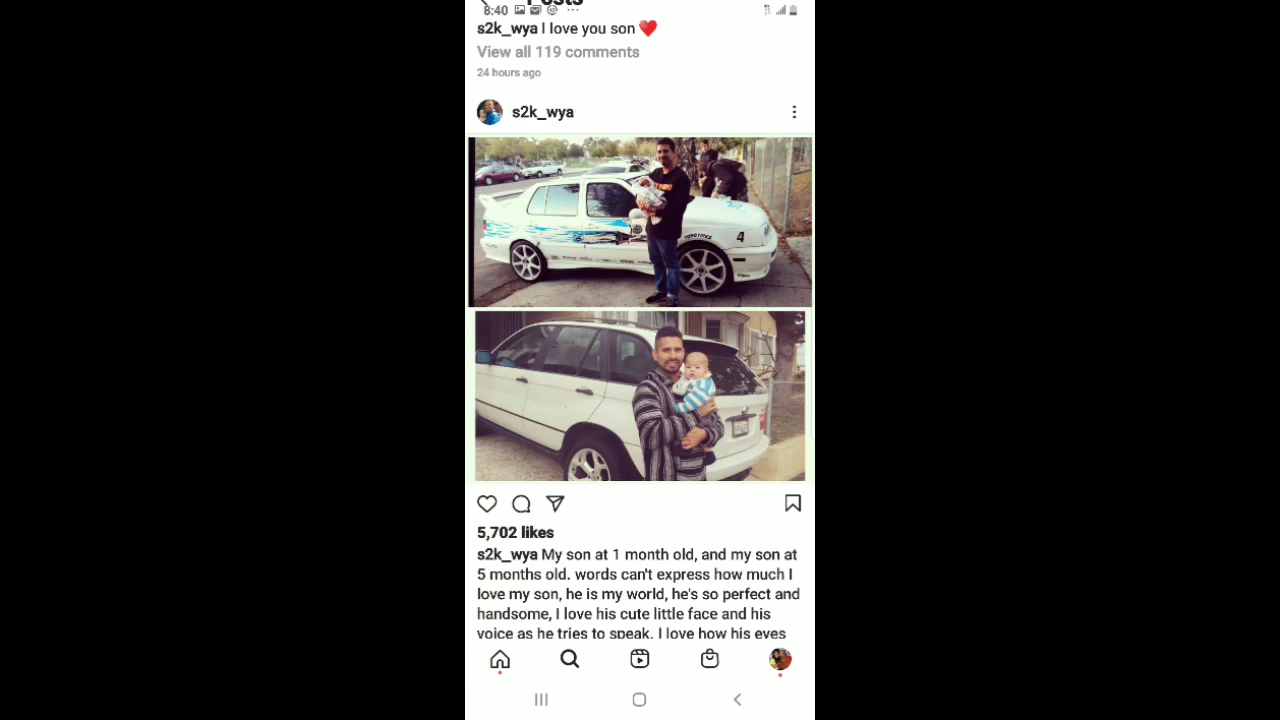 Posts
8:40
s2k_wya I love you son ❤️
View all 119 comments
24 hours ago
s2k_wya
4
5,702 likes
s2k_wya My son at 1 month old, and my son at
5 months old. words can't express how much I
love my son, he is my world, he's so perfect and
handsome, I love his cute little face and his
voice as he tries to speak. I love how his eyes